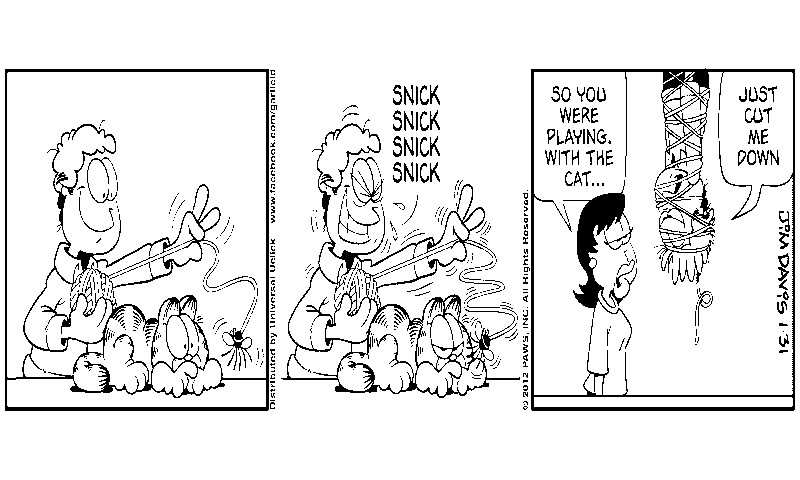 www.facebook.com/garfield
Distributed by Universal Uclick
SNICK
SNICK
SNICK
SNICK
© 2012 PAWS, INC. All Rights Reserved.
SO YOU
WERE
PLAYING.
WITH THE
CAT...
JUST
CUT
ME
DOWN
JIM DAVIS 1·31